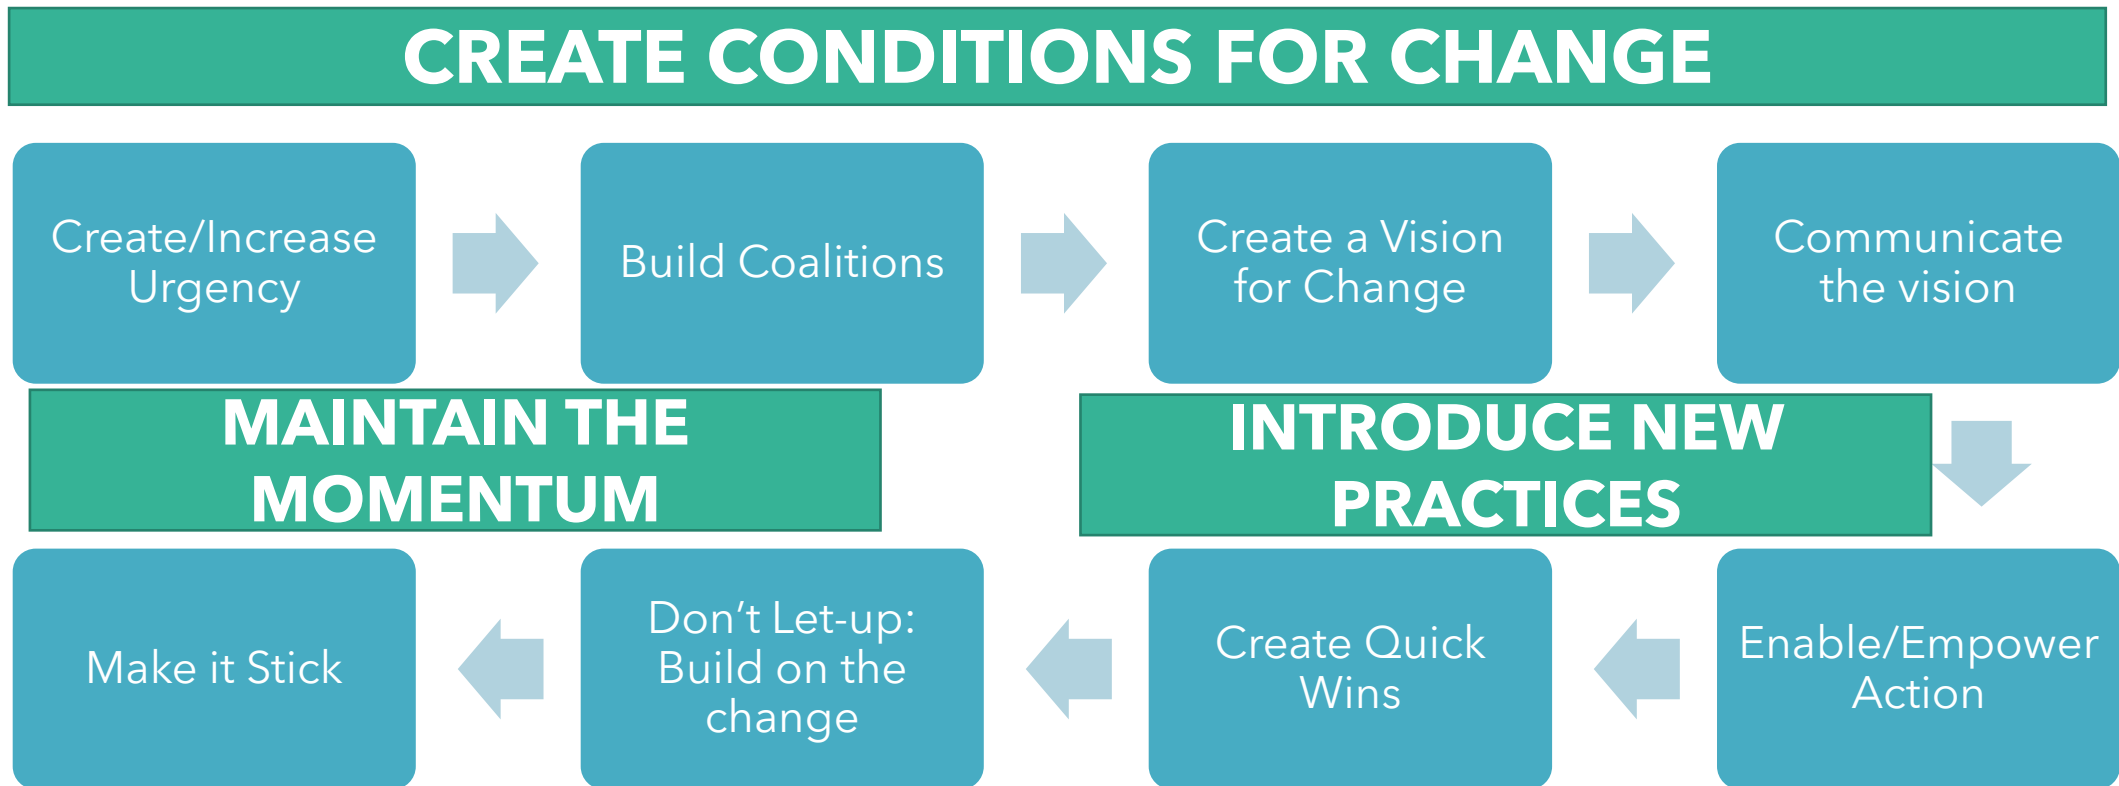 CREATE CONDITIONS FOR CHANGE
Create/Increase
Urgency
Build Coalitions
Create a Vision
for Change
Communicate
the vision
MAINTAIN THE
MOMENTUM
INTRODUCE NEW
PRACTICES
Make it Stick
Don’t Let-up:
Build on the
change
Create Quick
Wins
Enable/Empower
Action